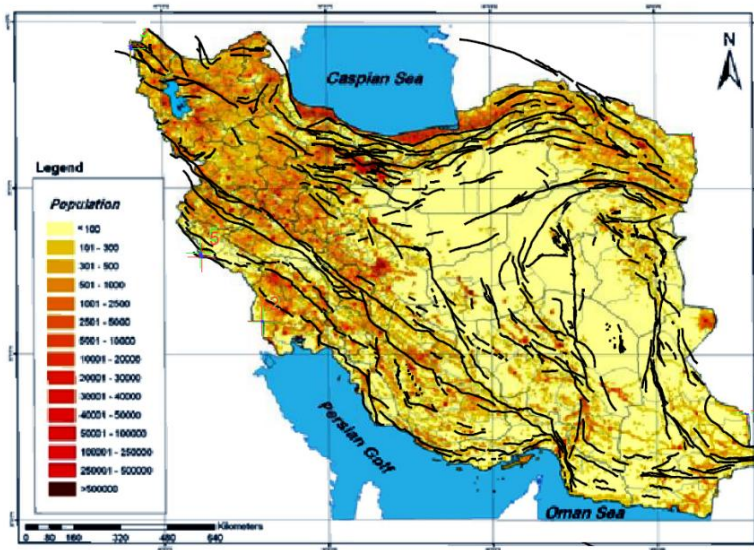 N
Caspian Sea
Legend
Population
<100
101 - 300
301 - 500
501 - 1000
1001 - 2500
2501 - 5000
5001 - 10000
10001 - 20000
20001 - 30000
30001 - 40000
40001 - 50000
50001 - 100000
100001 - 250000
250001 - 500000
>500000
5
Persian Golf
Oman Sea
0 80 160 320 480 640
Kilometers